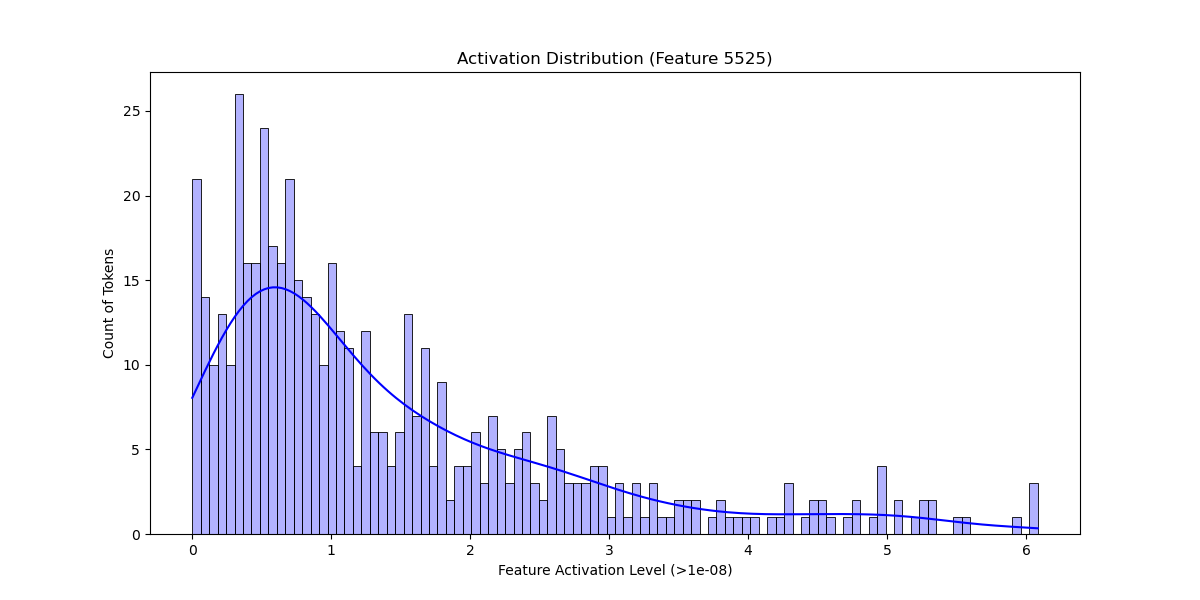 Activation Distribution (Feature 5525)
25
20
15
10
5
0
Count of Tokens
0 1 2 3 4 5 6
Feature Activation Level (>1e-08)